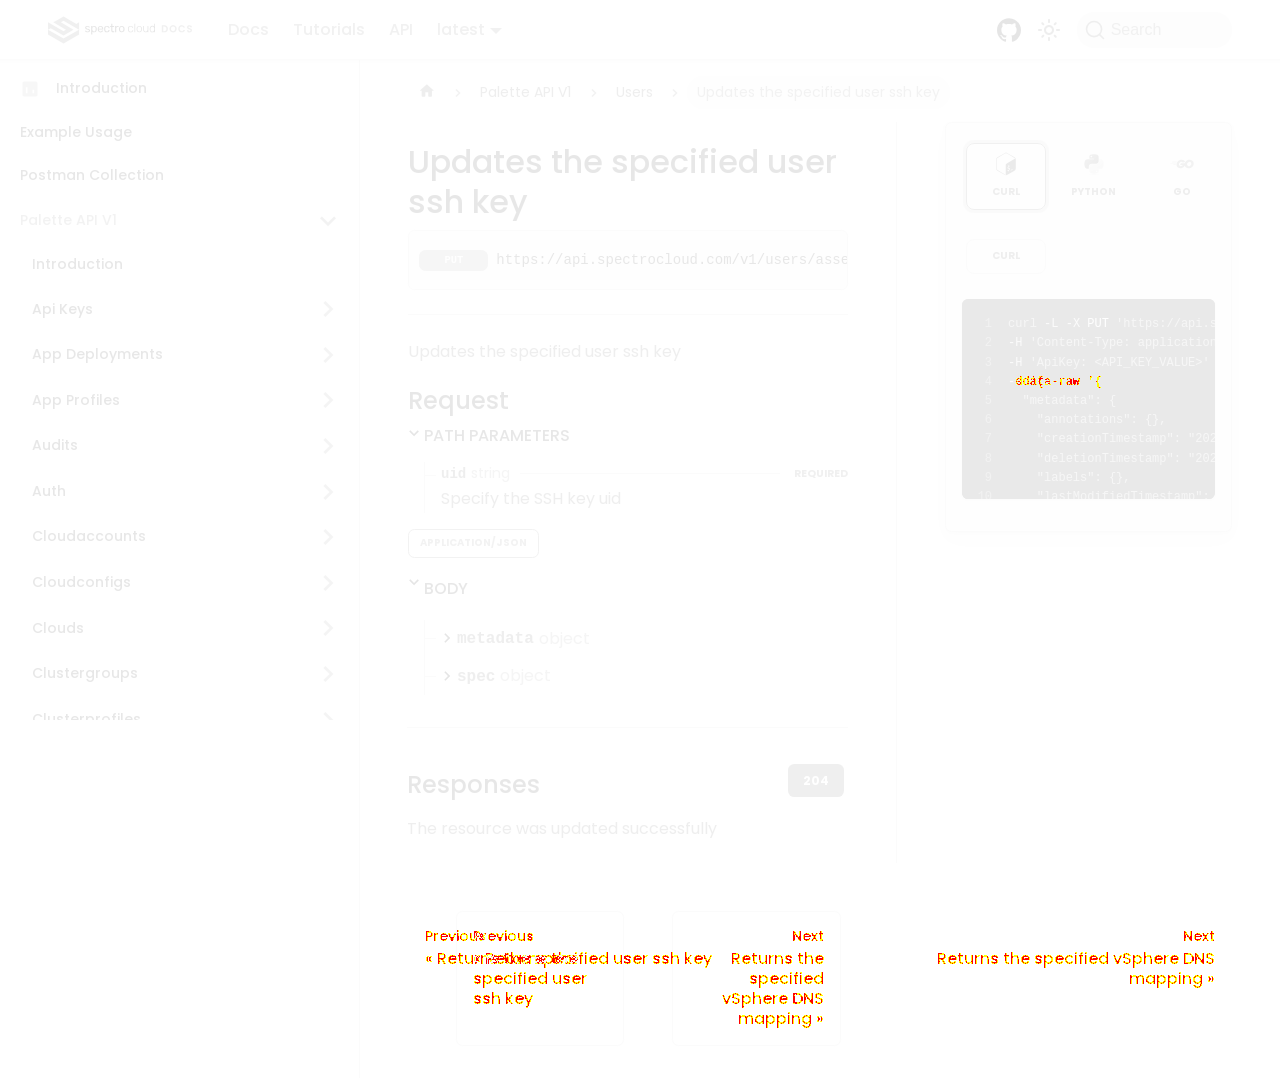 spectro cloud DOCS
Docs
Tutorials
API
latest
Search
Introduction
Example Usage
Postman Collection
Palette API V1
Introduction
Api Keys
App Deployments
App Profiles
Audits
Auth
Cloudaccounts
Cloudconfigs
Clouds
Clustergroups
Clusterprofiles
Palette API V1
Users
Updates the specified user ssh key
Updates the specified user
ssh key
PUT
https://api.spectrocloud.com/v1/users/asse
Updates the specified user ssh key
Request
PATH PARAMETERS
uid string
REQUIRED
Specify the SSH key uid
APPLICATION/JSON
BODY
metadata object
spec object
Responses
204
The resource was updated successfully
CURL
PYTHON
GO
CURL
1 curl -L -X PUT 'https://api.s
2 -H 'Content-Type: application
3 -H 'ApiKey: <API_KEY_VALUE>'
4
5 "metadata": {
6 "annotations": {},
7 "creationTimestamp": "202
8 "deletionTimestamp": "202
9 "labels": {},
10 "lastModifiedTimestamp":
Previous
Previous
specified user ssh key
specified user
ssh key
Next
Returns the
specified
vSphere DNS
mapping »
Next
Returns the specified vSphere DNS
mapping »